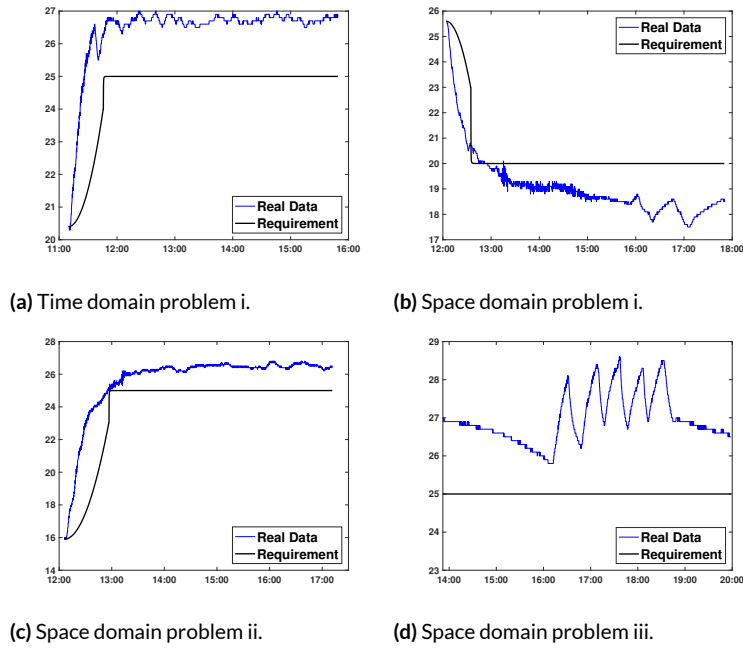 27
26
25
24
23
22
21
20
11:00 12:00 13:00 14:00 15:00 16:00
Real Data
Requirement
(a) Time domain problem i.
26
25
24
23
22
21
20
19
18
17
12:00 13:00 14:00 15:00 16:00 17:00 18:00
Real Data
Requirement
(b) Space domain problem i.
28
26
24
22
20
18
16
14
12:00 13:00 14:00 15:00 16:00 17:00
Real Data
Requirement
(c) Space domain problem ii.
29
28
27
26
25
24
23
14:00 15:00 16:00 17:00 18:00 19:00 20:00
Real Data
Requirement
(d) Space domain problem iii.